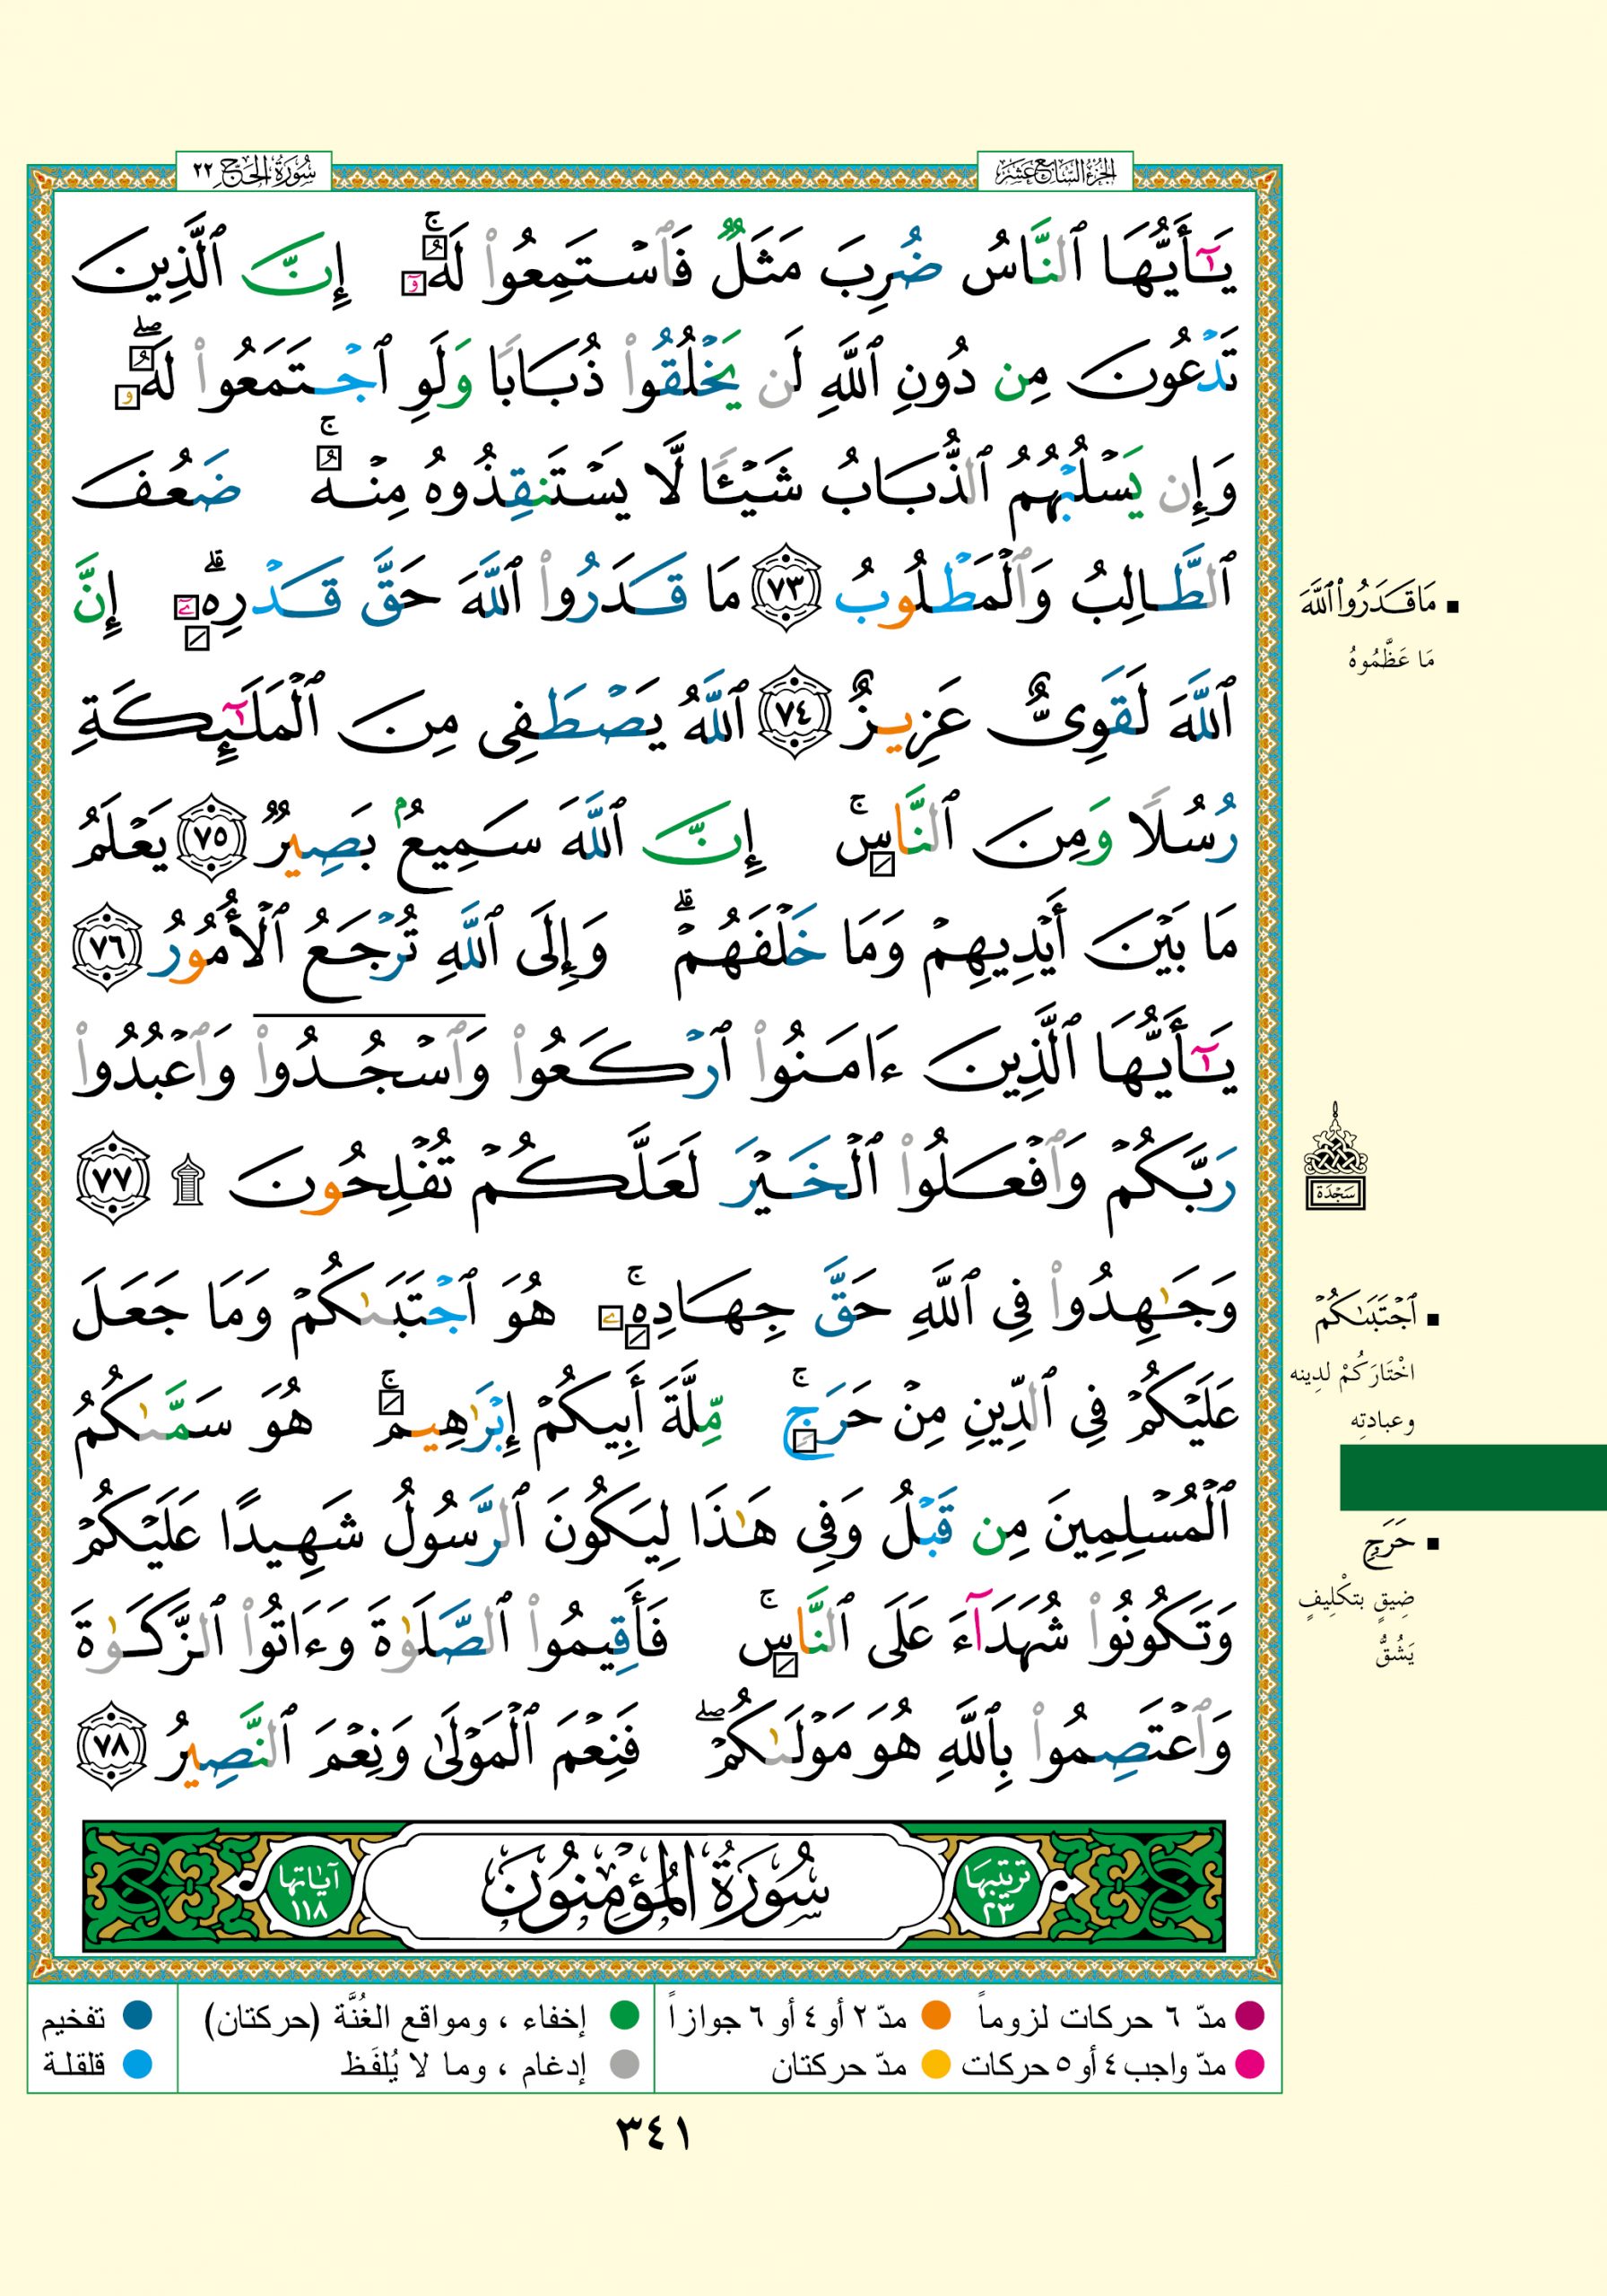 الجزء السابع عشر
سورة الحج ٢٢
يَـٰٓأَيُّهَا ٱلنَّاسُ ضُرِبَ مَثَلٌ فَٱسْتَمِعُوا۟ لَهُۥٓ ۚ إِنَّ ٱلَّذِينَ
تَدْعُونَ مِن دُونِ ٱللَّهِ لَن يَخْلُقُوا۟ ذُبَابًا وَلَوِ ٱجْتَمَعُوا۟ لَهُۥ ۖ
وَإِن يَسْلُبْهُمُ ٱلذُّبَابُ شَيْـًٔا لَّا يَسْتَنقِذُوهُ مِنْهُ ۚ ضَعُفَ
ٱلطَّالِبُ وَٱلْمَطْلُوبُ ٧٣ مَا قَدَرُوا۟ ٱللَّهَ حَقَّ قَدْرِهِۦٓ ۗ إِنَّ
ٱللَّهَ لَقَوِىٌّ عَزِيزٌ ٧٤ ٱللَّهُ يَصْطَفِى مِنَ ٱلْمَلَـٰٓئِكَةِ
رُسُلًا وَمِنَ ٱلنَّاسِ ۚ إِنَّ ٱللَّهَ سَمِيعٌۢ بَصِيرٌ ٧٥ يَعْلَمُ
مَا بَيْنَ أَيْدِيهِمْ وَمَا خَلْفَهُمْ ۗ وَإِلَى ٱللَّهِ تُرْجَعُ ٱلْأُمُورُ ٧٦
يَـٰٓأَيُّهَا ٱلَّذِينَ ءَامَنُوا۟ ٱرْكَعُوا۟ وَٱسْجُدُوا۟ وَٱعْبُدُوا۟
رَبَّكُمْ وَٱفْعَلُوا۟ ٱلْخَيْرَ لَعَلَّكُمْ تُفْلِحُونَ ۩ ٧٧
وَجَـٰهِدُوا۟ فِى ٱللَّهِ حَقَّ جِهَادِهِۦ ۚ هُوَ ٱجْتَبَىٰكُمْ وَمَا جَعَلَ
عَلَيْكُمْ فِى ٱلدِّينِ مِنْ حَرَجٍ ۚ مِّلَّةَ أَبِيكُمْ إِبْرَٰهِيمَ ۚ هُوَ سَمَّىٰكُمُ
ٱلْمُسْلِمِينَ مِن قَبْلُ وَفِى هَـٰذَا لِيَكُونَ ٱلرَّسُولُ شَهِيدًا عَلَيْكُمْ
وَتَكُونُوا۟ شُهَدَآءَ عَلَى ٱلنَّاسِ ۚ فَأَقِيمُوا۟ ٱلصَّلَوٰةَ وَءَاتُوا۟ ٱلزَّكَوٰةَ
وَٱعْتَصِمُوا۟ بِٱللَّهِ هُوَ مَوْلَىٰكُمْ ۖ فَنِعْمَ ٱلْمَوْلَىٰ وَنِعْمَ ٱلنَّصِيرُ ٧٨
ترتيبها ٢٣
سُورَةُ المُؤْمِنُونَ
آياتها ١١٨
مَا قَدَرُوا۟ ٱللَّهَ
مَا عَظَّمُوهُ
سَجْدَة
ٱجْتَبَىٰكُمْ
اخْتَارَكُمْ لدِينه
وعبادتِه
حَرَجٍ
ضِيقٍ بتكْلِيفٍ
يَشُقُّ
مدّ ٦ حركات لزوماً
مدّ ٢ أو ٤ أو ٦ جوازاً
إخفاء ، ومواقع الغُنَّة (حركتان)
تفخيم
مدّ واجب ٤ أو ٥ حركات
مدّ حركتان
إدغام ، وما لا يُلفَظ
قلقلة
٣٤١